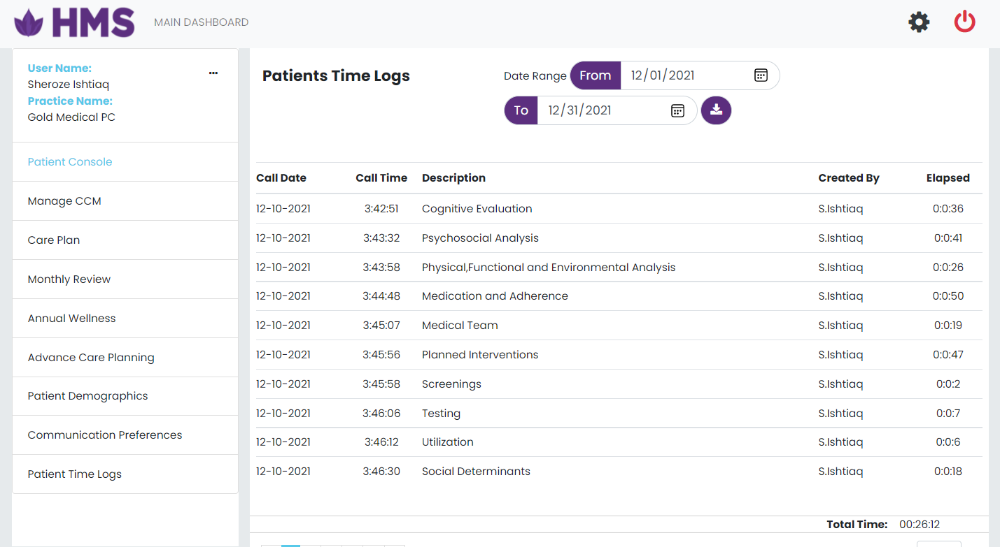 HMS MAIN DASHBOARD
User Name:
Sheroze Ishtiaq
Practice Name:
Gold Medical PC
Patient Console
Manage CCM
Care Plan
Monthly Review
Annual Wellness
Advance Care Planning
Patient Demographics
Communication Preferences
Patient Time Logs
Patients Time Logs
Date Range From 12/01/2021
To 12/31/2021
Call Date Call Time Description Created By Elapsed
12-10-2021 3:42:51 Cognitive Evaluation S.Ishtiaq 0:0:36
12-10-2021 3:43:32 Psychosocial Analysis S.Ishtiaq 0:0:41
12-10-2021 3:43:58 Physical,Functional and Environmental Analysis S.Ishtiaq 0:0:26
12-10-2021 3:44:48 Medication and Adherence S.Ishtiaq 0:0:50
12-10-2021 3:45:07 Medical Team S.Ishtiaq 0:0:19
12-10-2021 3:45:56 Planned Interventions S.Ishtiaq 0:0:47
12-10-2021 3:45:58 Screenings S.Ishtiaq 0:0:2
12-10-2021 3:46:06 Testing S.Ishtiaq 0:0:7
12-10-2021 3:46:12 Utilization S.Ishtiaq 0:0:6
12-10-2021 3:46:30 Social Determinants S.Ishtiaq 0:0:18
Total Time: 00:26:12